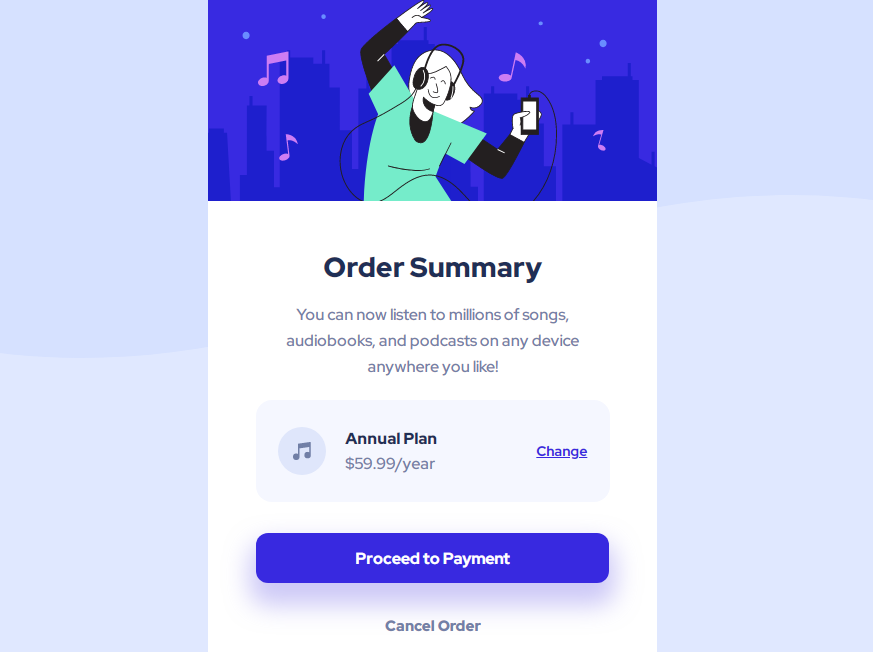 Order Summary
You can now listen to millions of songs,
audiobooks, and podcasts on any device
anywhere you like!
Annual Plan
$59.99/year
Change
Proceed to Payment
Cancel Order